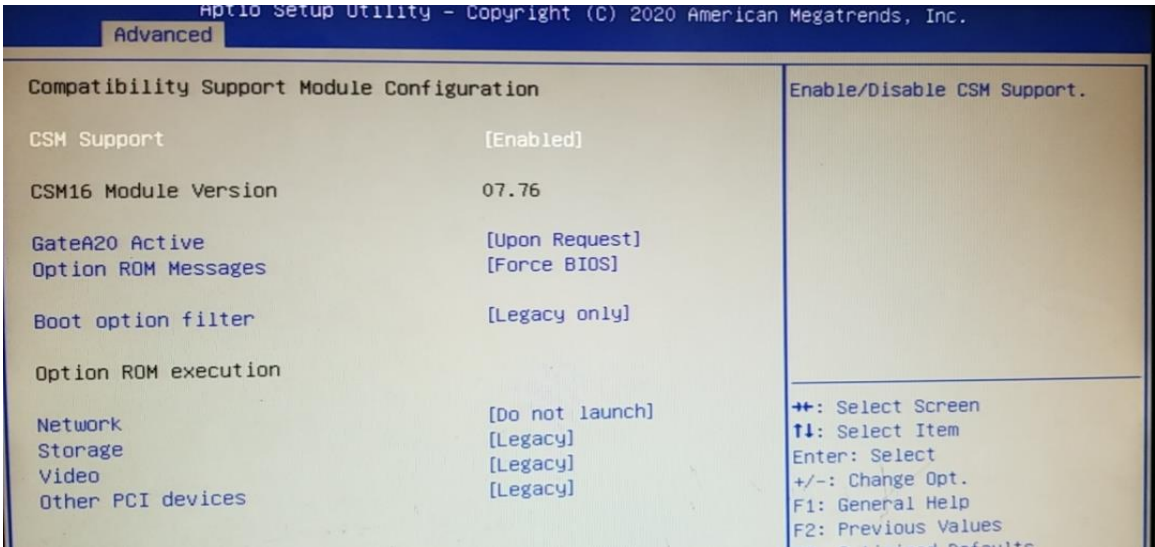 Aptio Setup Utility – Copyright (C) 2020 American Megatrends, Inc.
Advanced
Compatibility Support Module Configuration
CSM Support [Enabled]
CSM16 Module Version 07.76
GateA20 Active [Upon Request]
Option ROM Messages [Force BIOS]
Boot option filter [Legacy only]
Option ROM execution
Network [Do not launch]
Storage [Legacy]
Video [Legacy]
Other PCI devices [Legacy]
Enable/Disable CSM Support.
→←: Select Screen
↑↓: Select Item
Enter: Select
+/-: Change Opt.
F1: General Help
F2: Previous Values
Defaults